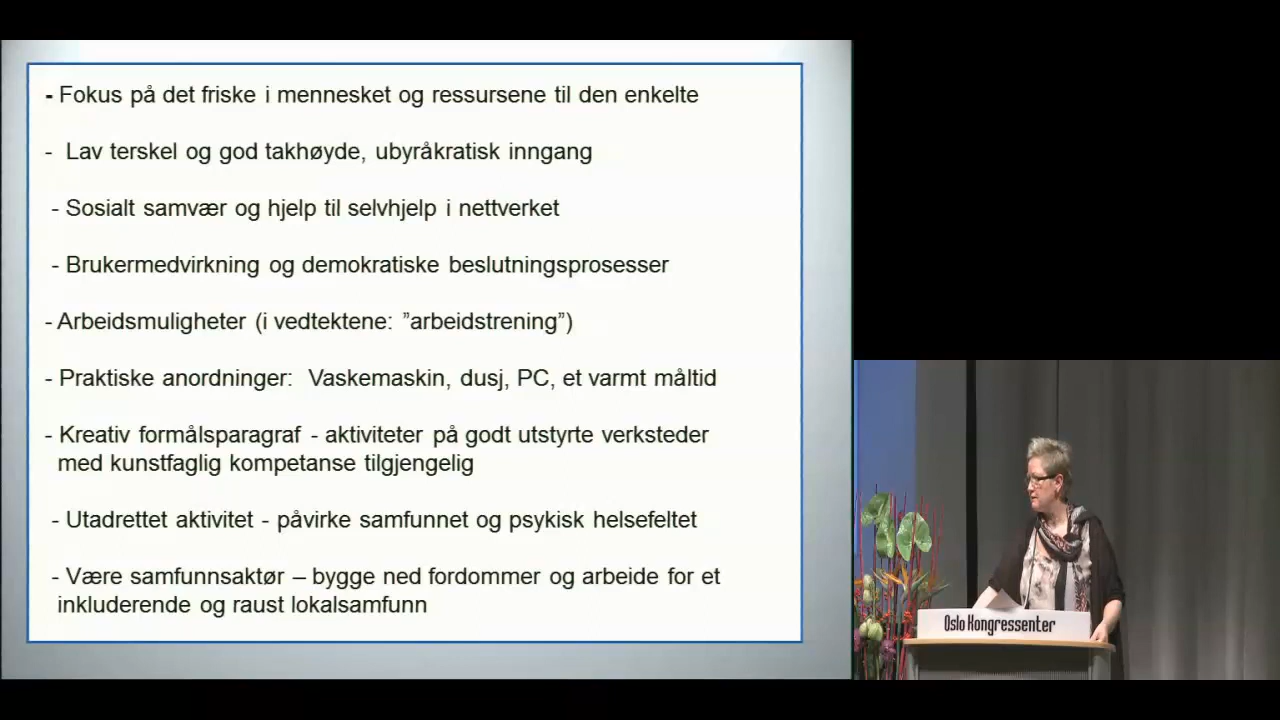 - Fokus på det friske i mennesket og ressursene til den enkelte
- Lav terskel og god takhøyde, ubyråkratisk inngang
- Sosialt samvær og hjelp til selvhjelp i nettverket
- Brukermedvirkning og demokratiske beslutningsprosesser
- Arbeidsmuligheter (i vedtektene: ”arbeidstrening”)
- Praktiske anordninger: Vaskemaskin, dusj, PC, et varmt måltid
- Kreativ formålsparagraf - aktiviteter på godt utstyrte verksteder
med kunstfaglig kompetanse tilgjengelig
- Utadrettet aktivitet - påvirke samfunnet og psykisk helsefeltet
- Være samfunnsaktør – bygge ned fordommer og arbeide for et
inkluderende og raust lokalsamfunn
Oslo Kongressenter